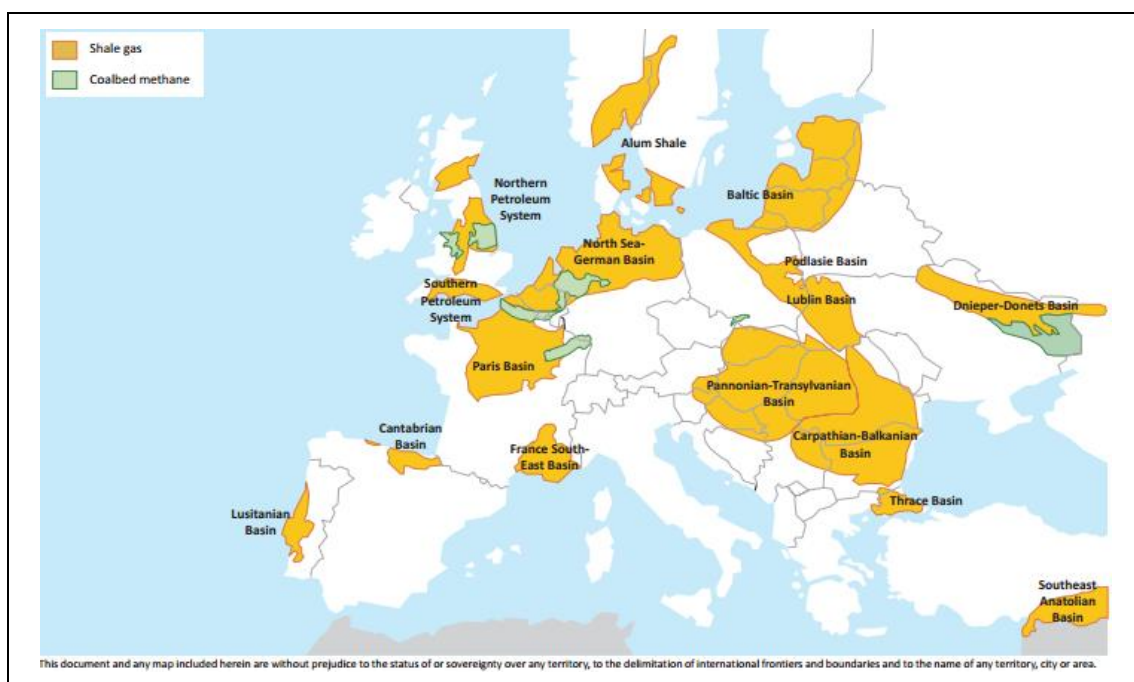 Shale gas
Coalbed methane
Alum Shale
Northern
Petroleum
System
Baltic Basin
North Sea-
German Basin
Podlasie Basin
Southern
Petroleum
System
Lublin Basin
Dnieper-Donets Basin
Paris Basin
Pannonian-Transylvanian
Basin
Cantabrian
Basin
France South-
East Basin
Carpathian-Balkanian
Basin
Lusitanian
Basin
Thrace Basin
Southeast
Anatolian
Basin
This document and any map included herein are without prejudice to the status of or sovereignty over any territory, to the delimitation of international frontiers and boundaries and to the name of any territory, city or area.